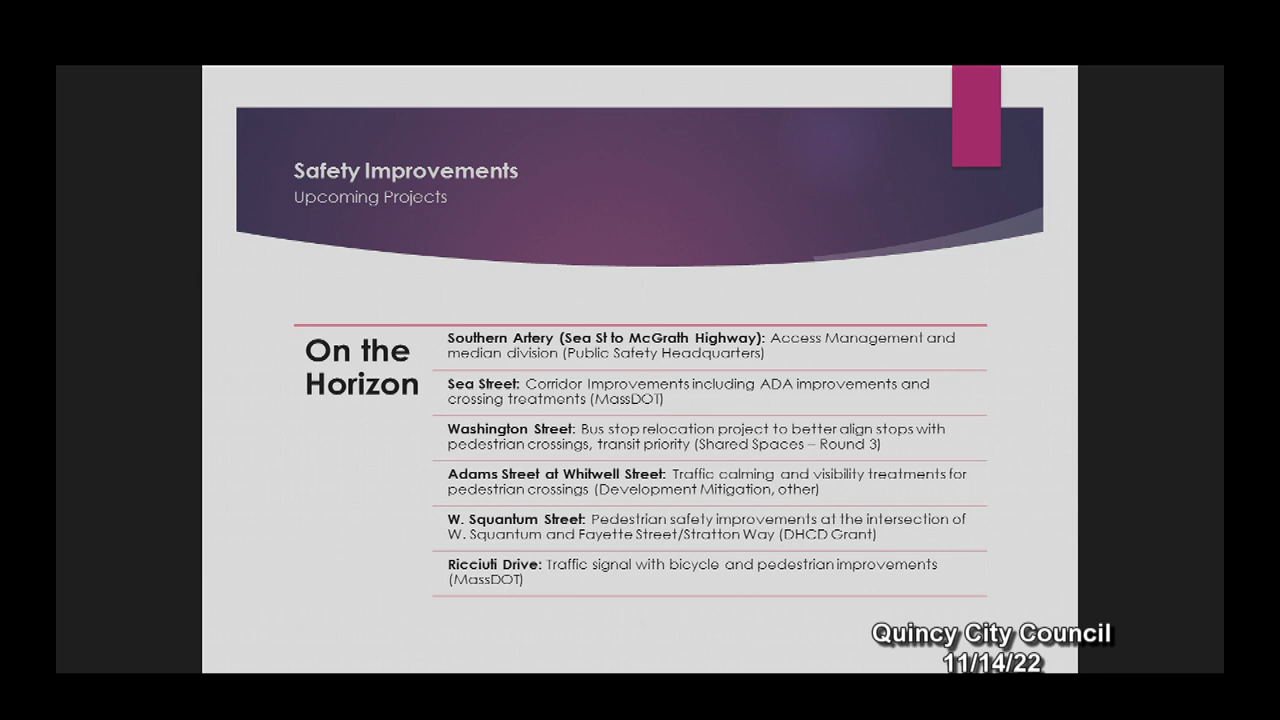 Safety Improvements
Upcoming Projects
On the
Horizon
Southern Artery (Sea St to McGrath Highway): Access Management and
median division (Public Safety Headquarters)
Sea Street: Corridor Improvements including ADA improvements and
crossing treatments (MassDOT)
Washington Street: Bus stop relocation project to better align stops with
pedestrian crossings, transit priority (Shared Spaces – Round 3)
Adams Street at Whitwell Street: Traffic calming and visibility treatments for
pedestrian crossings (Development Mitigation, other)
W. Squantum Street: Pedestrian safety improvements at the intersection of
W. Squantum and Fayette Street/Stratton Way (DHCD Grant)
Ricciuti Drive: Traffic signal with bicycle and pedestrian improvements
(MassDOT)
Quincy City Council
11/14/22